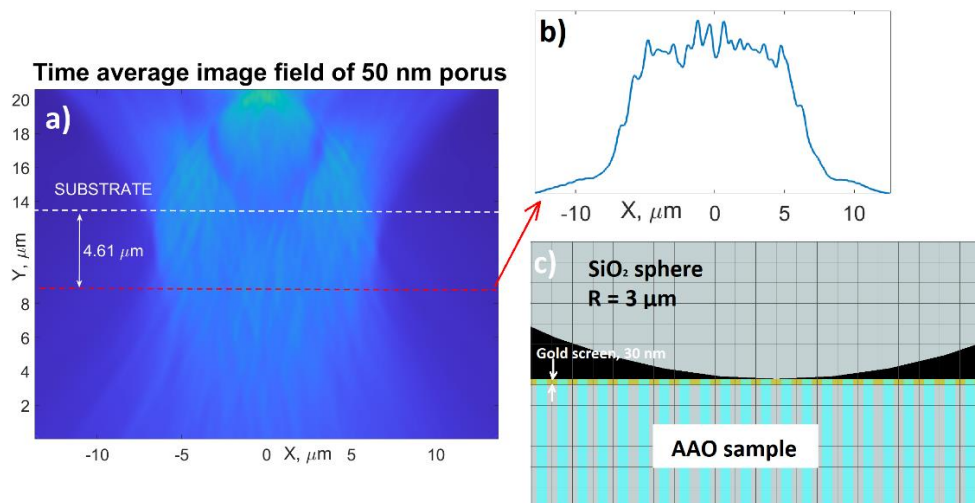 Time average image field of 50 nm porus
a)
20
18
16
14
8
6
4
2
Y, μm
SUBSTRATE
4.61 μm
-10
-5
0
5
10
X, μm
b)
-10
X, μm
0
5
10
c)
SiO₂ sphere
R = 3 μm
Gold screen, 30 nm
AAO sample